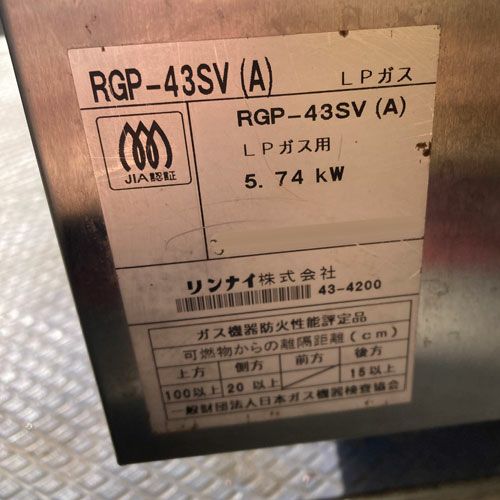 RGP-43SV (A) LPガス
RGP-43SV (A)
LPガス用
5.74 kW
JIA認証
リンナイ株式会社
43-4200
ガス機器防火性能評定品
可燃物からの離隔距離(cm)
上方 側方 前方 後方
100以上 20以上 15以上
一般財団法人日本ガス機器検査協会